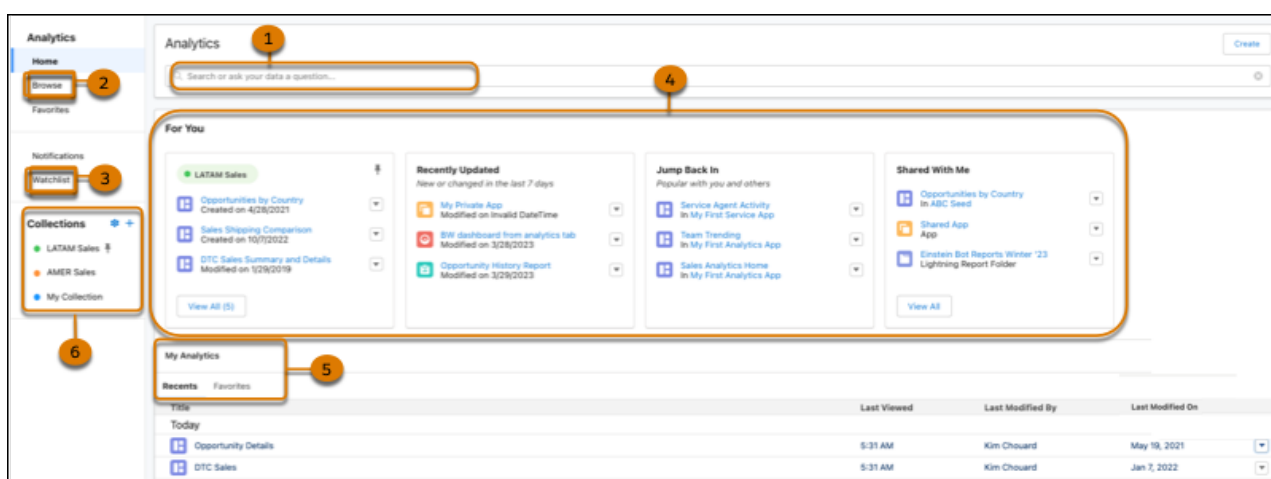 Analytics
Home
Browse
2
Favorites
Notifications
Watchlist
3
Collections
LATAM Sales
AMER Sales
My Collection
6
Analytics
1
Create
Search or ask your data a question...
4
For You
LATAM Sales
Opportunities by Country
Created on 4/28/2021
Sales Shipping Comparison
Created on 10/7/2022
DTC Sales Summary and Details
Modified on 1/29/2019
View All (5)
Recently Updated
New or changed in the last 7 days
My Private App
Modified on Invalid DateTime
BW dashboard from analytics tab
Modified on 3/28/2023
Opportunity History Report
Modified on 3/29/2023
Jump Back In
Popular with you and others
Service Agent Activity
In My First Service App
Team Trending
In My First Analytics App
Sales Analytics Home
In My First Analytics App
Shared With Me
Opportunities by Country
In ABC Seed
Shared App
App
Einstein Bot Reports Winter '23
Lightning Report Folder
View All
My Analytics
5
Recents Favorites
Title Last Viewed Last Modified By Last Modified On
Today
Opportunity Details 5:31 AM Kim Chouard May 19, 2021
DTC Sales 5:31 AM Kim Chouard Jan 7, 2022